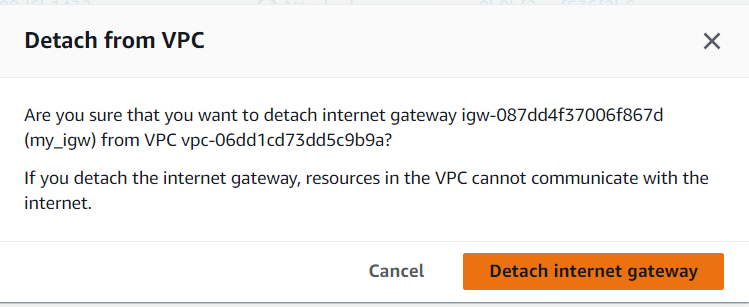 Detach from VPC
Are you sure that you want to detach internet gateway igw-087dd4f37006f867d
(my_igw) from VPC vpc-06dd1cd73dd5c9b9a?
If you detach the internet gateway, resources in the VPC cannot communicate with the
internet.
Cancel
Detach internet gateway